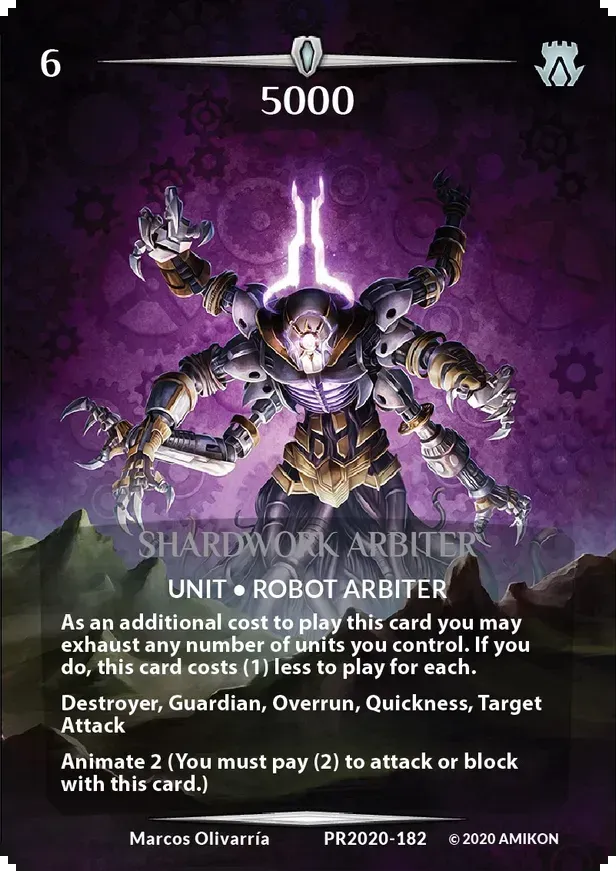 6
5000
SHARDWORK ARBITER
UNIT • ROBOT ARBITER
As an additional cost to play this card you may
exhaust any number of units you control. If you
do, this card costs (1) less to play for each.
Destroyer, Guardian, Overrun, Quickness, Target
Attack
Animate 2 (You must pay (2) to attack or block
with this card.)
Marcos Olivarría PR2020-182 © 2020 AMIKON